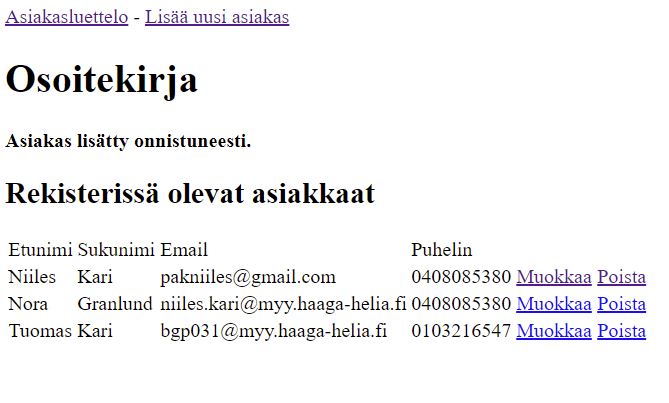 Asiakasluettelo - Lisää uusi asiakas
Osoitekirja
Asiakas lisätty onnistuneesti.
Rekisterissä olevat asiakkaat
Etunimi Sukunimi Email Puhelin
Niiles Kari pakniiles@gmail.com 0408085380 Muokkaa Poista
Nora Granlund niiles.kari@myy.haaga-helia.fi 0408085380 Muokkaa Poista
Tuomas Kari bgp031@myy.haaga-helia.fi 0103216547 Muokkaa Poista